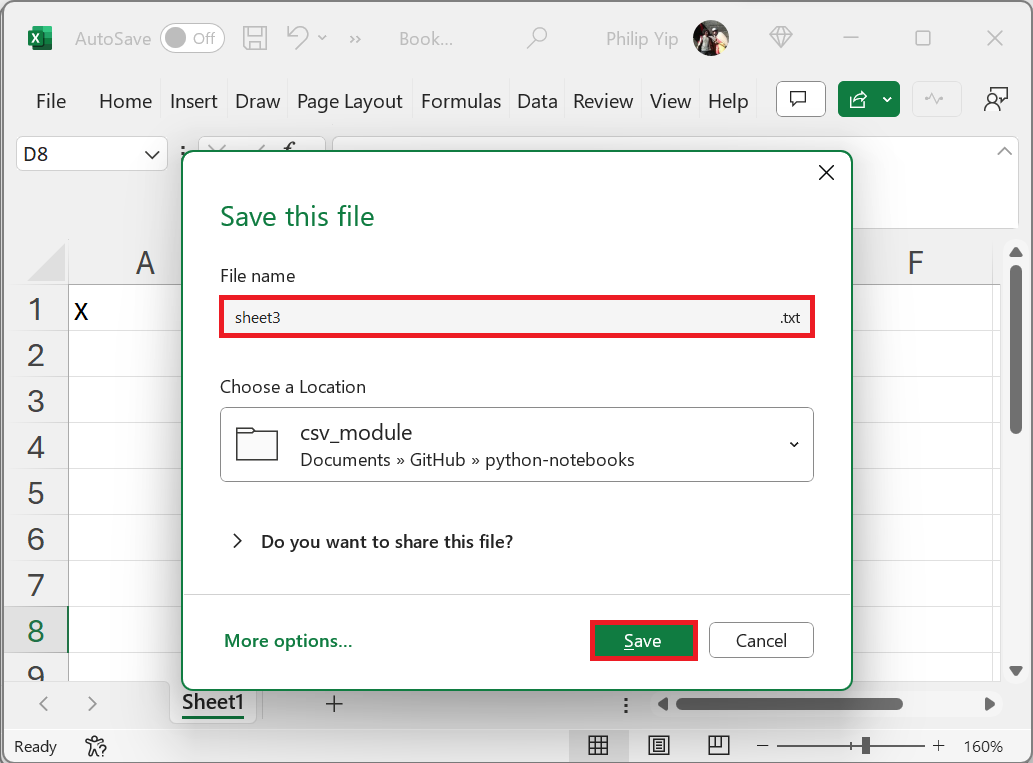 AutoSave Off Book... Philip Yip
File Home Insert Draw Page Layout Formulas Data Review View Help
D8
Save this file
File name
sheet3 .txt
Choose a Location
csv_module
Documents » GitHub » python-notebooks
Do you want to share this file?
More options... Save Cancel
A F
1 x
2
3
4
5
6
7
8
9
Sheet1
Ready 160%